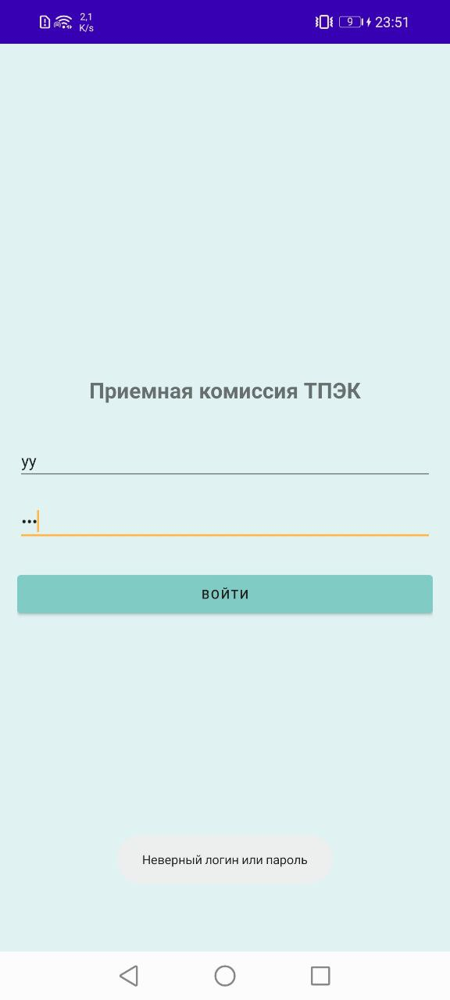 2,1
K/s
9
23:51
Приемная комиссия ТПЭК
уу
•••
ВОЙТИ
Неверный логин или пароль